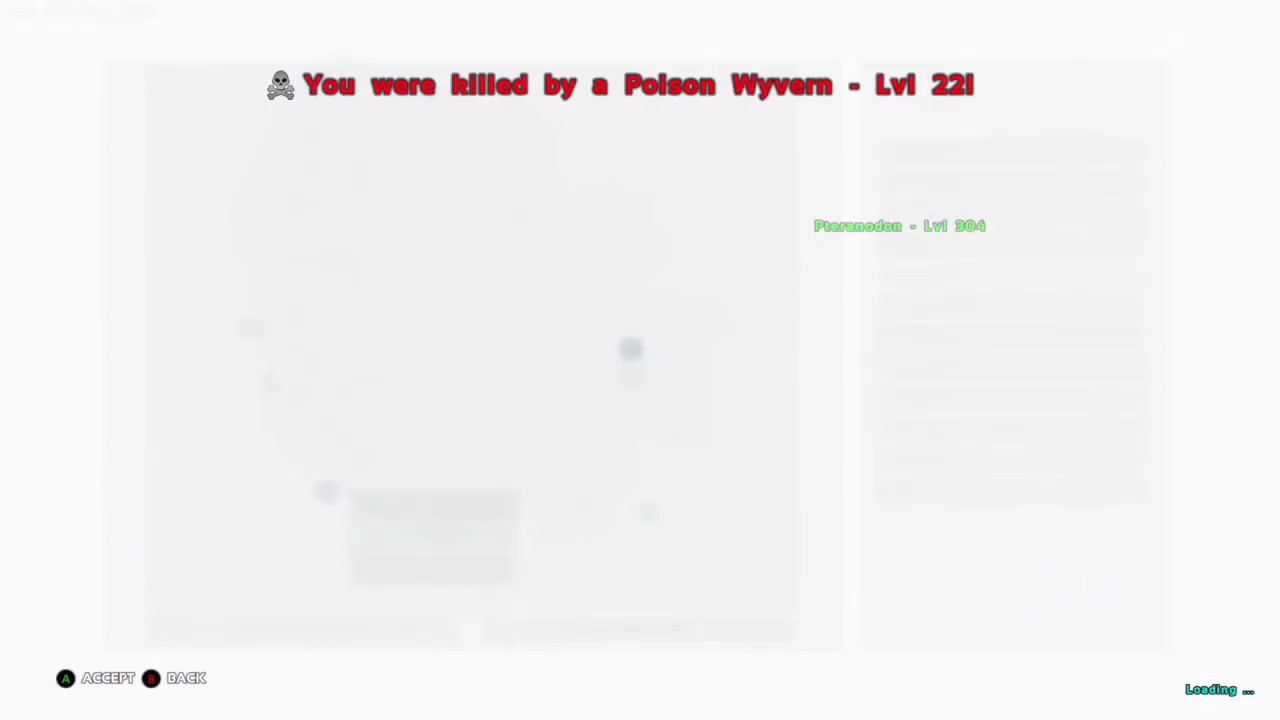 You were killed by a Poison Wyvern - Lvl 22!
Pteranodon - Lvl 304
A ACCEPT B BACK
Loading ...